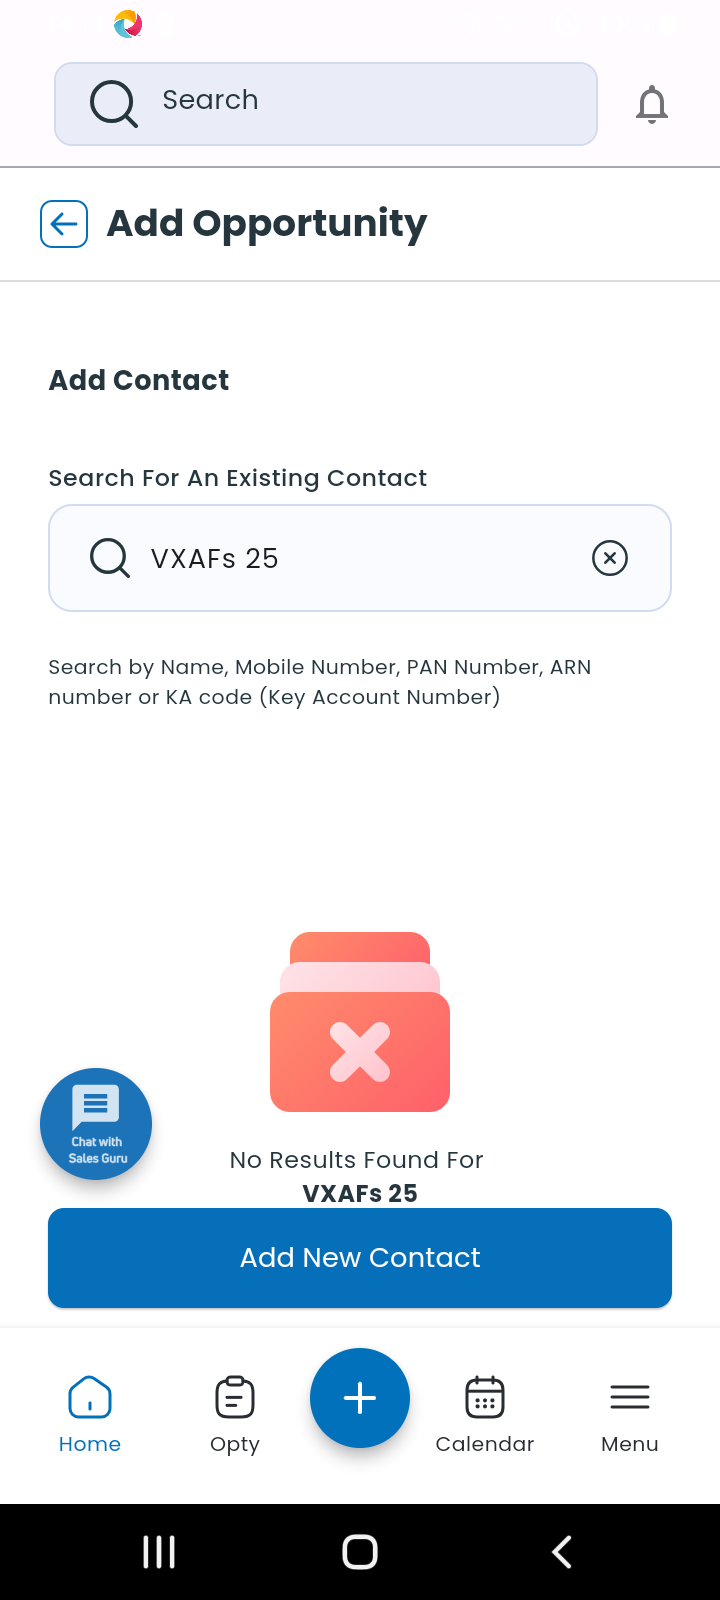 Search
Add Opportunity
Add Contact
Search For An Existing Contact
VXAFs 25
Search by Name, Mobile Number, PAN Number, ARN
number or KA code (Key Account Number)
No Results Found For
VXAFs 25
Chat with
Sales Guru
Add New Contact
Home
Opty
Calendar
Menu